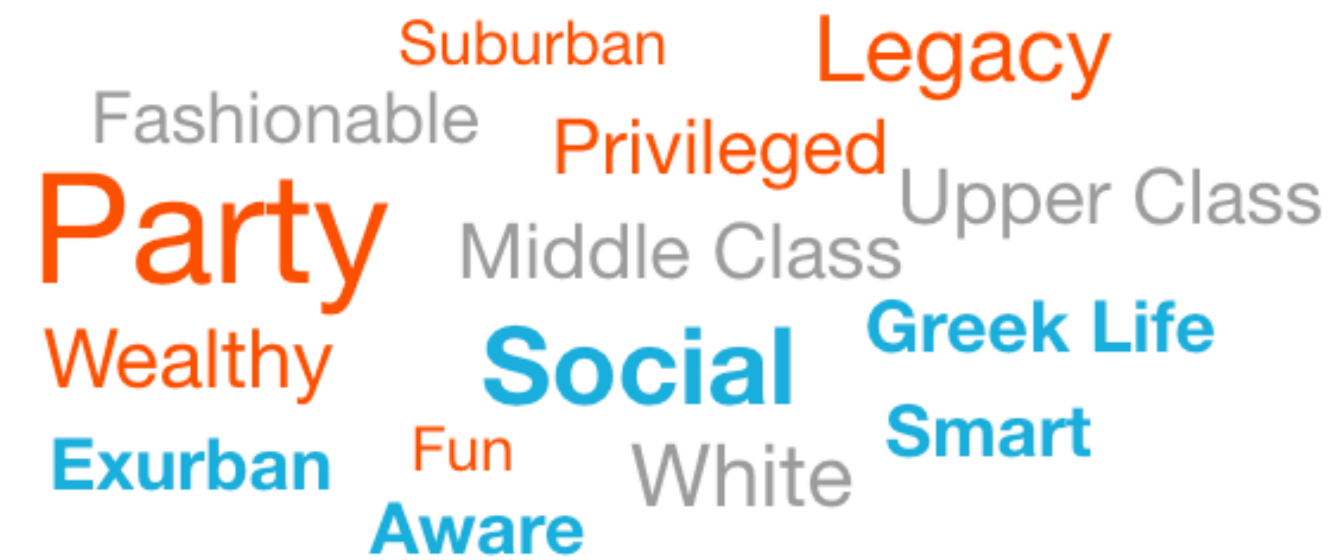 Suburban
Legacy
Fashionable
Privileged
Upper Class
Party
Middle Class
Greek Life
Wealthy
Social
Smart
Exurban
Fun
White
Aware